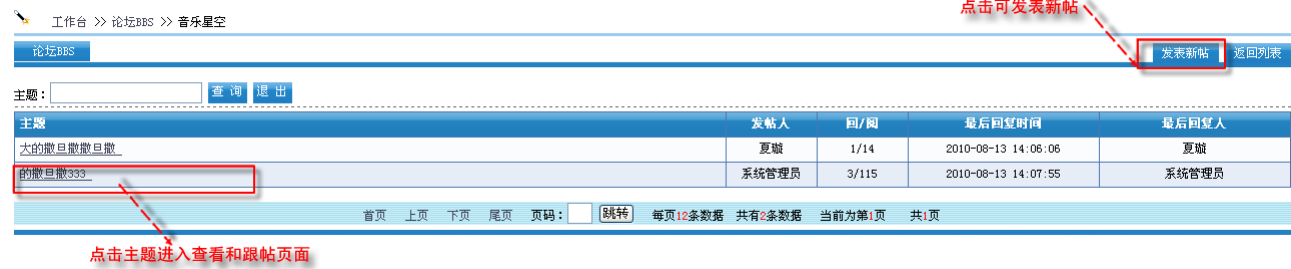 点击可发表新帖
工作台 >> 论坛BBS >> 音乐星空
论坛BBS 发表新帖 返回列表
主题： 查 询 退 出
主题 发帖人 回/阅 最后回复时间 最后回复人
大的撒旦撒撒旦撒 夏璇 1/14 2010-08-13 14:06:06 夏璇
的撒旦撒333 系统管理员 3/115 2010-08-13 14:07:55 系统管理员
首页 上页 下页 尾页 页码： 跳转 每页12条数据 共有2条数据 当前为第1页 共1页
点击主题进入查看和跟帖页面